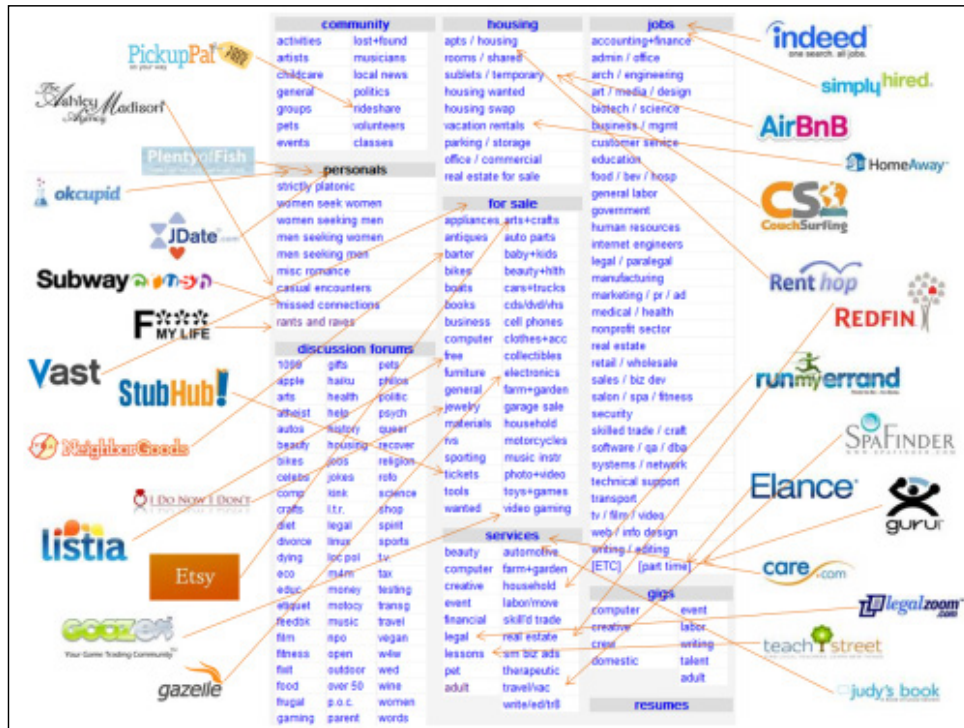 PickupPal
on your way
The
Ashley
Madison
Agency
PlentyofFish
okcupid
JDate.com
Subway
F***
MY LIFE
Vast
StubHub!
NeighborGoods
I DO NOW I DON'T
listia
Etsy
Goozex
Your Game Trading Community
gazelle
community
activities lost+found
artists musicians
childcare local news
general politics
groups rideshare
pets volunteers
events classes
personals
strictly platonic
women seek women
women seeking men
men seeking women
men seeking men
misc romance
casual encounters
missed connections
rants and raves
discussion forums
1099 gifts pets
apple haiku philos
arts health politic
atheist help psych
autos history queer
beauty housing recover
bikes jobs religion
celebs jokes rofo
comp kink science
crafts l.t.r. shop
diet legal spirit
divorce linux sports
dying loc pol t.v.
eco m4m tax
educ money testing
etiquet motocy transg
feedbk music travel
film npo vegan
fitness open w4w
fixit outdoor wed
food over 50 wine
frugal p.o.c. women
gaming parent words
housing
apts / housing
rooms / shared
sublets / temporary
housing wanted
housing swap
vacation rentals
parking / storage
office / commercial
real estate for sale
for sale
appliances arts+crafts
antiques auto parts
barter baby+kids
bikes beauty+hlth
boats cars+trucks
books cds/dvd/vhs
business cell phones
computer clothes+acc
free collectibles
furniture electronics
general farm+garden
jewelry garage sale
materials household
rvs motorcycles
sporting music instr
tickets photo+video
tools toys+games
wanted video gaming
services
beauty automotive
computer farm+garden
creative household
event labor/move
financial skill'd trade
legal real estate
lessons sm biz ads
pet therapeutic
adult travel/vac
write/ed/tr8
jobs
accounting+finance
admin / office
arch / engineering
art / media / design
biotech / science
business / mgmt
customer service
education
food / bev / hosp
general labor
government
human resources
internet engineers
legal / paralegal
manufacturing
marketing / pr / ad
medical / health
nonprofit sector
real estate
retail / wholesale
sales / biz dev
salon / spa / fitness
security
skilled trade / craft
software / qa / dba
systems / network
technical support
transport
tv / film / video
web / info design
writing / editing
[ETC] [part time]
gigs
computer event
creative labor
crew writing
domestic talent
adult
resumes
indeed
one search. all jobs.
simply hired
AirBnB
HomeAway
CS
CouchSurfing
Rent hop
REDFIN
runmyerrand
SPAFINDER
WWW.SPAFINDER.COM
Elance
guru
care.com
legalzoom
.com
teach street
judy's book